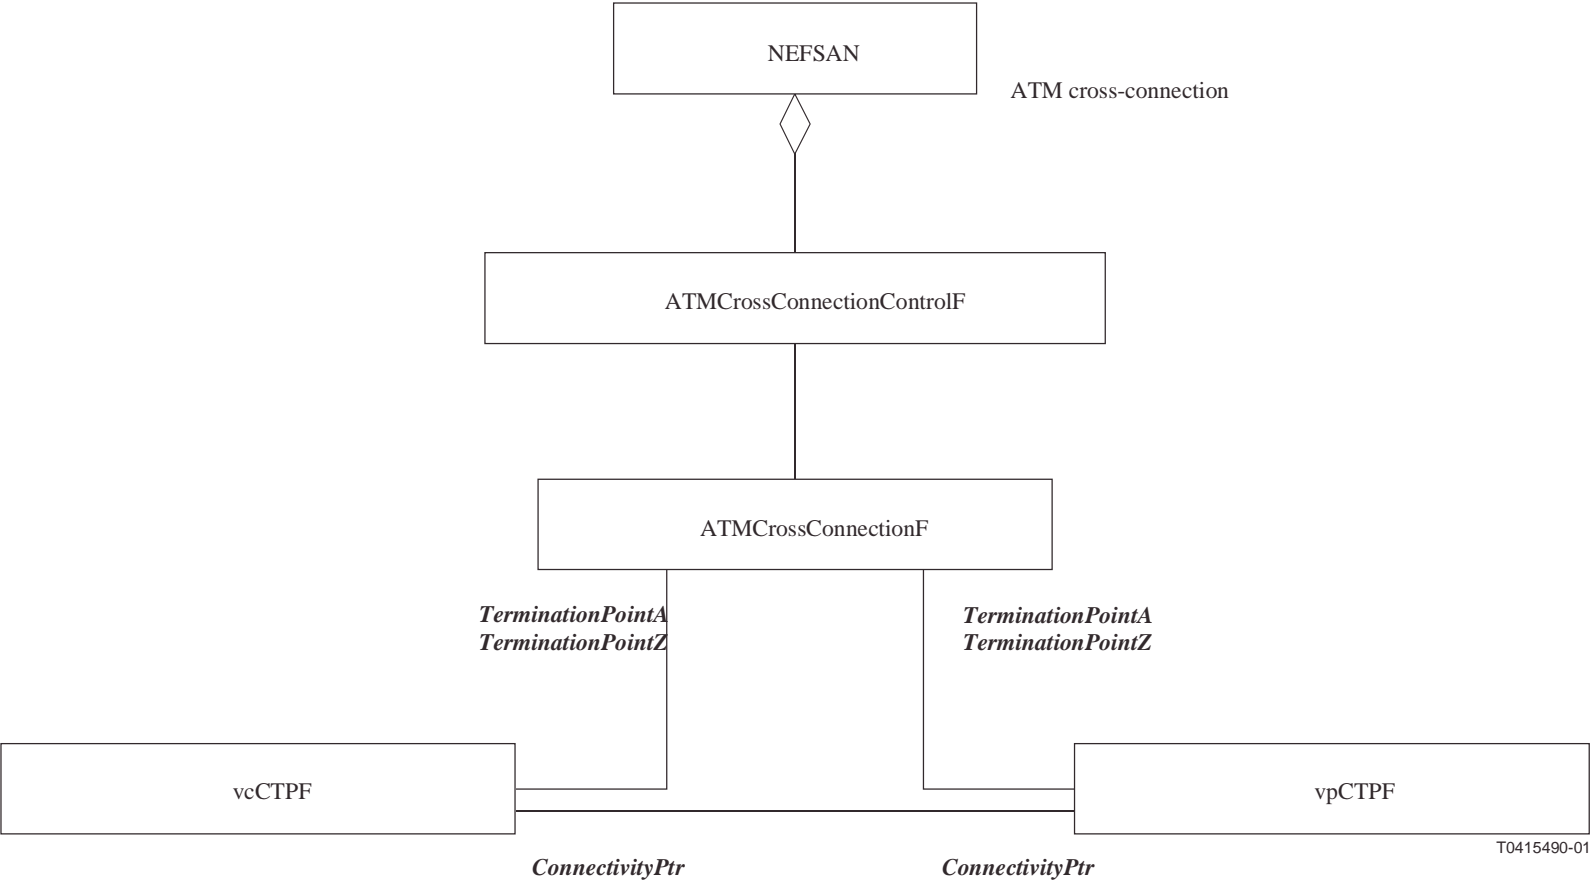 NEFSAN
ATM cross-connection
ATMCrossConnectionControlF
ATMCrossConnectionF
TerminationPointA
TerminationPointZ
TerminationPointA
TerminationPointZ
vcCTPF
vpCTPF
T0415490-01
ConnectivityPtr
ConnectivityPtr